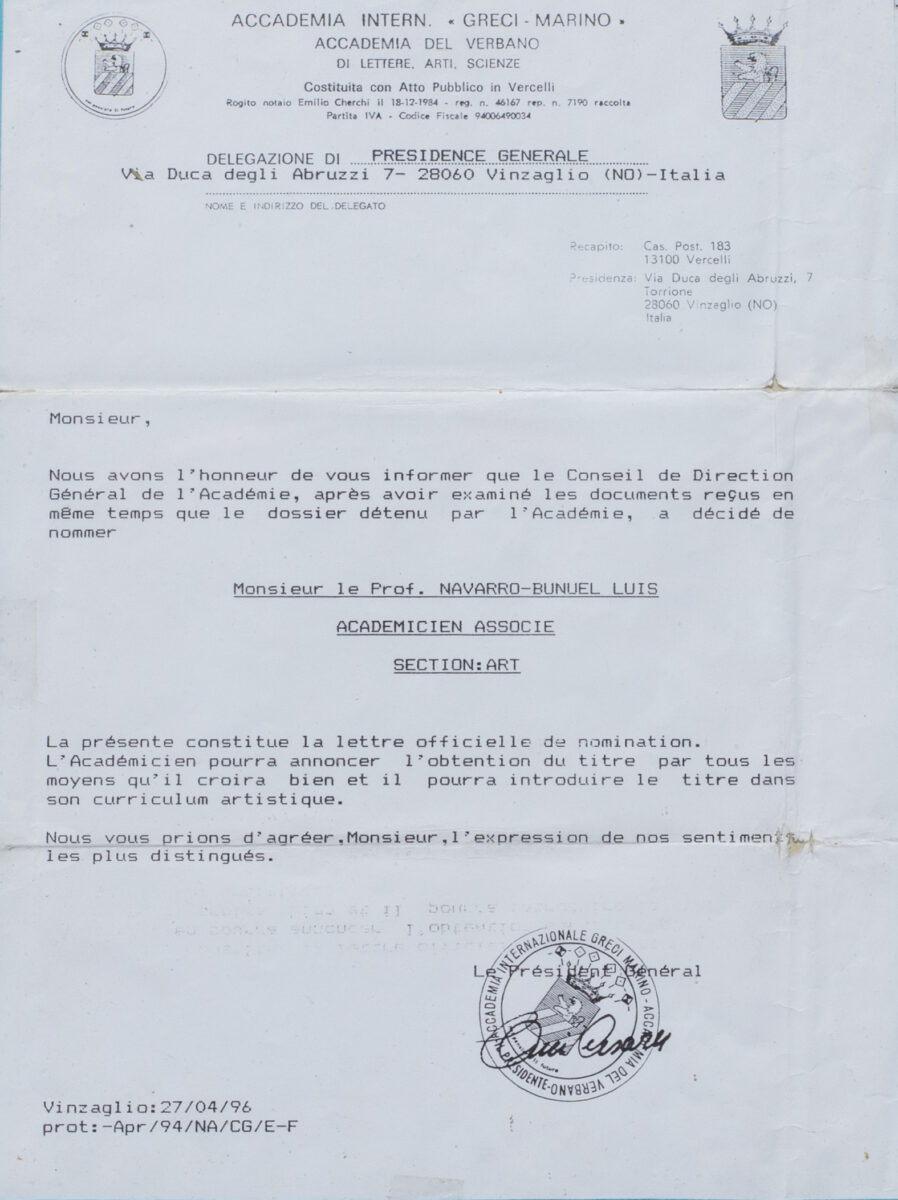 ACCADEMIA INTERN. « GRECI - MARINO »
ACCADEMIA DEL VERBANO
DI LETTERE, ARTI, SCIENZE
Costituita con Atto Pubblico in Vercelli
Rogito notaio Emilio Cherchi il 18-12-1984 - reg. n. 46167 rep. n. 7190 raccolta
Partita IVA - Codice Fiscale 94006490034
DELEGAZIONE DI PRESIDENCE GENERALE
Via Duca degli Abruzzi 7- 28060 Vinzaglio (NO)-Italia
NOME E INDIRIZZO DEL DELEGATO
Recapito: Cas. Post. 183
13100 Vercelli
Presidenza: Via Duca degli Abruzzi, 7
Torrione
28060 Vinzaglio (NO)
Italia
Monsieur,
Nous avons l'honneur de vous informer que le Conseil de Direction
Général de l'Académie, après avoir examiné les documents reçus en
même temps que le dossier détenu par l'Académie, a décidé de
nommer
Monsieur le Prof. NAVARRO-BUNUEL LUIS
ACADEMICIEN ASSOCIE
SECTION:ART
La présente constitue la lettre officielle de nomination.
L'Académicien pourra annoncer l'obtention du titre par tous les
moyens qu'il croira bien et il pourra introduire le titre dans
son curriculum artistique.
Nous vous prions d'agréer,Monsieur,l'expression de nos sentiments
les plus distingués.
Le Président Général
ACCADEMIA INTERNAZIONALE GRECI MARINO - ACCADEMIA DEL VERBANO -
IL PRESIDENTE
Vinzaglio:27/04/96
prot:-Apr/94/NA/CG/E-F